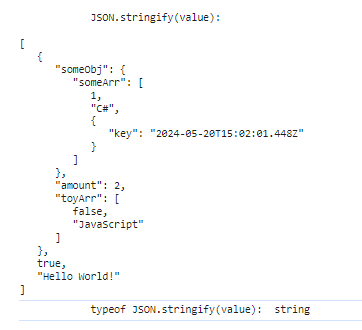 JSON.stringify(value):
[
   {
      "someObj": {
         "someArr": [
            1,
            "C#",
            {
               "key": "2024-05-20T15:02:01.448Z"
            }
         ]
      },
      "amount": 2,
      "toyArr": [
         false,
         "JavaScript"
      ]
   },
   true,
   "Hello World!"
]
typeof JSON.stringify(value):  string